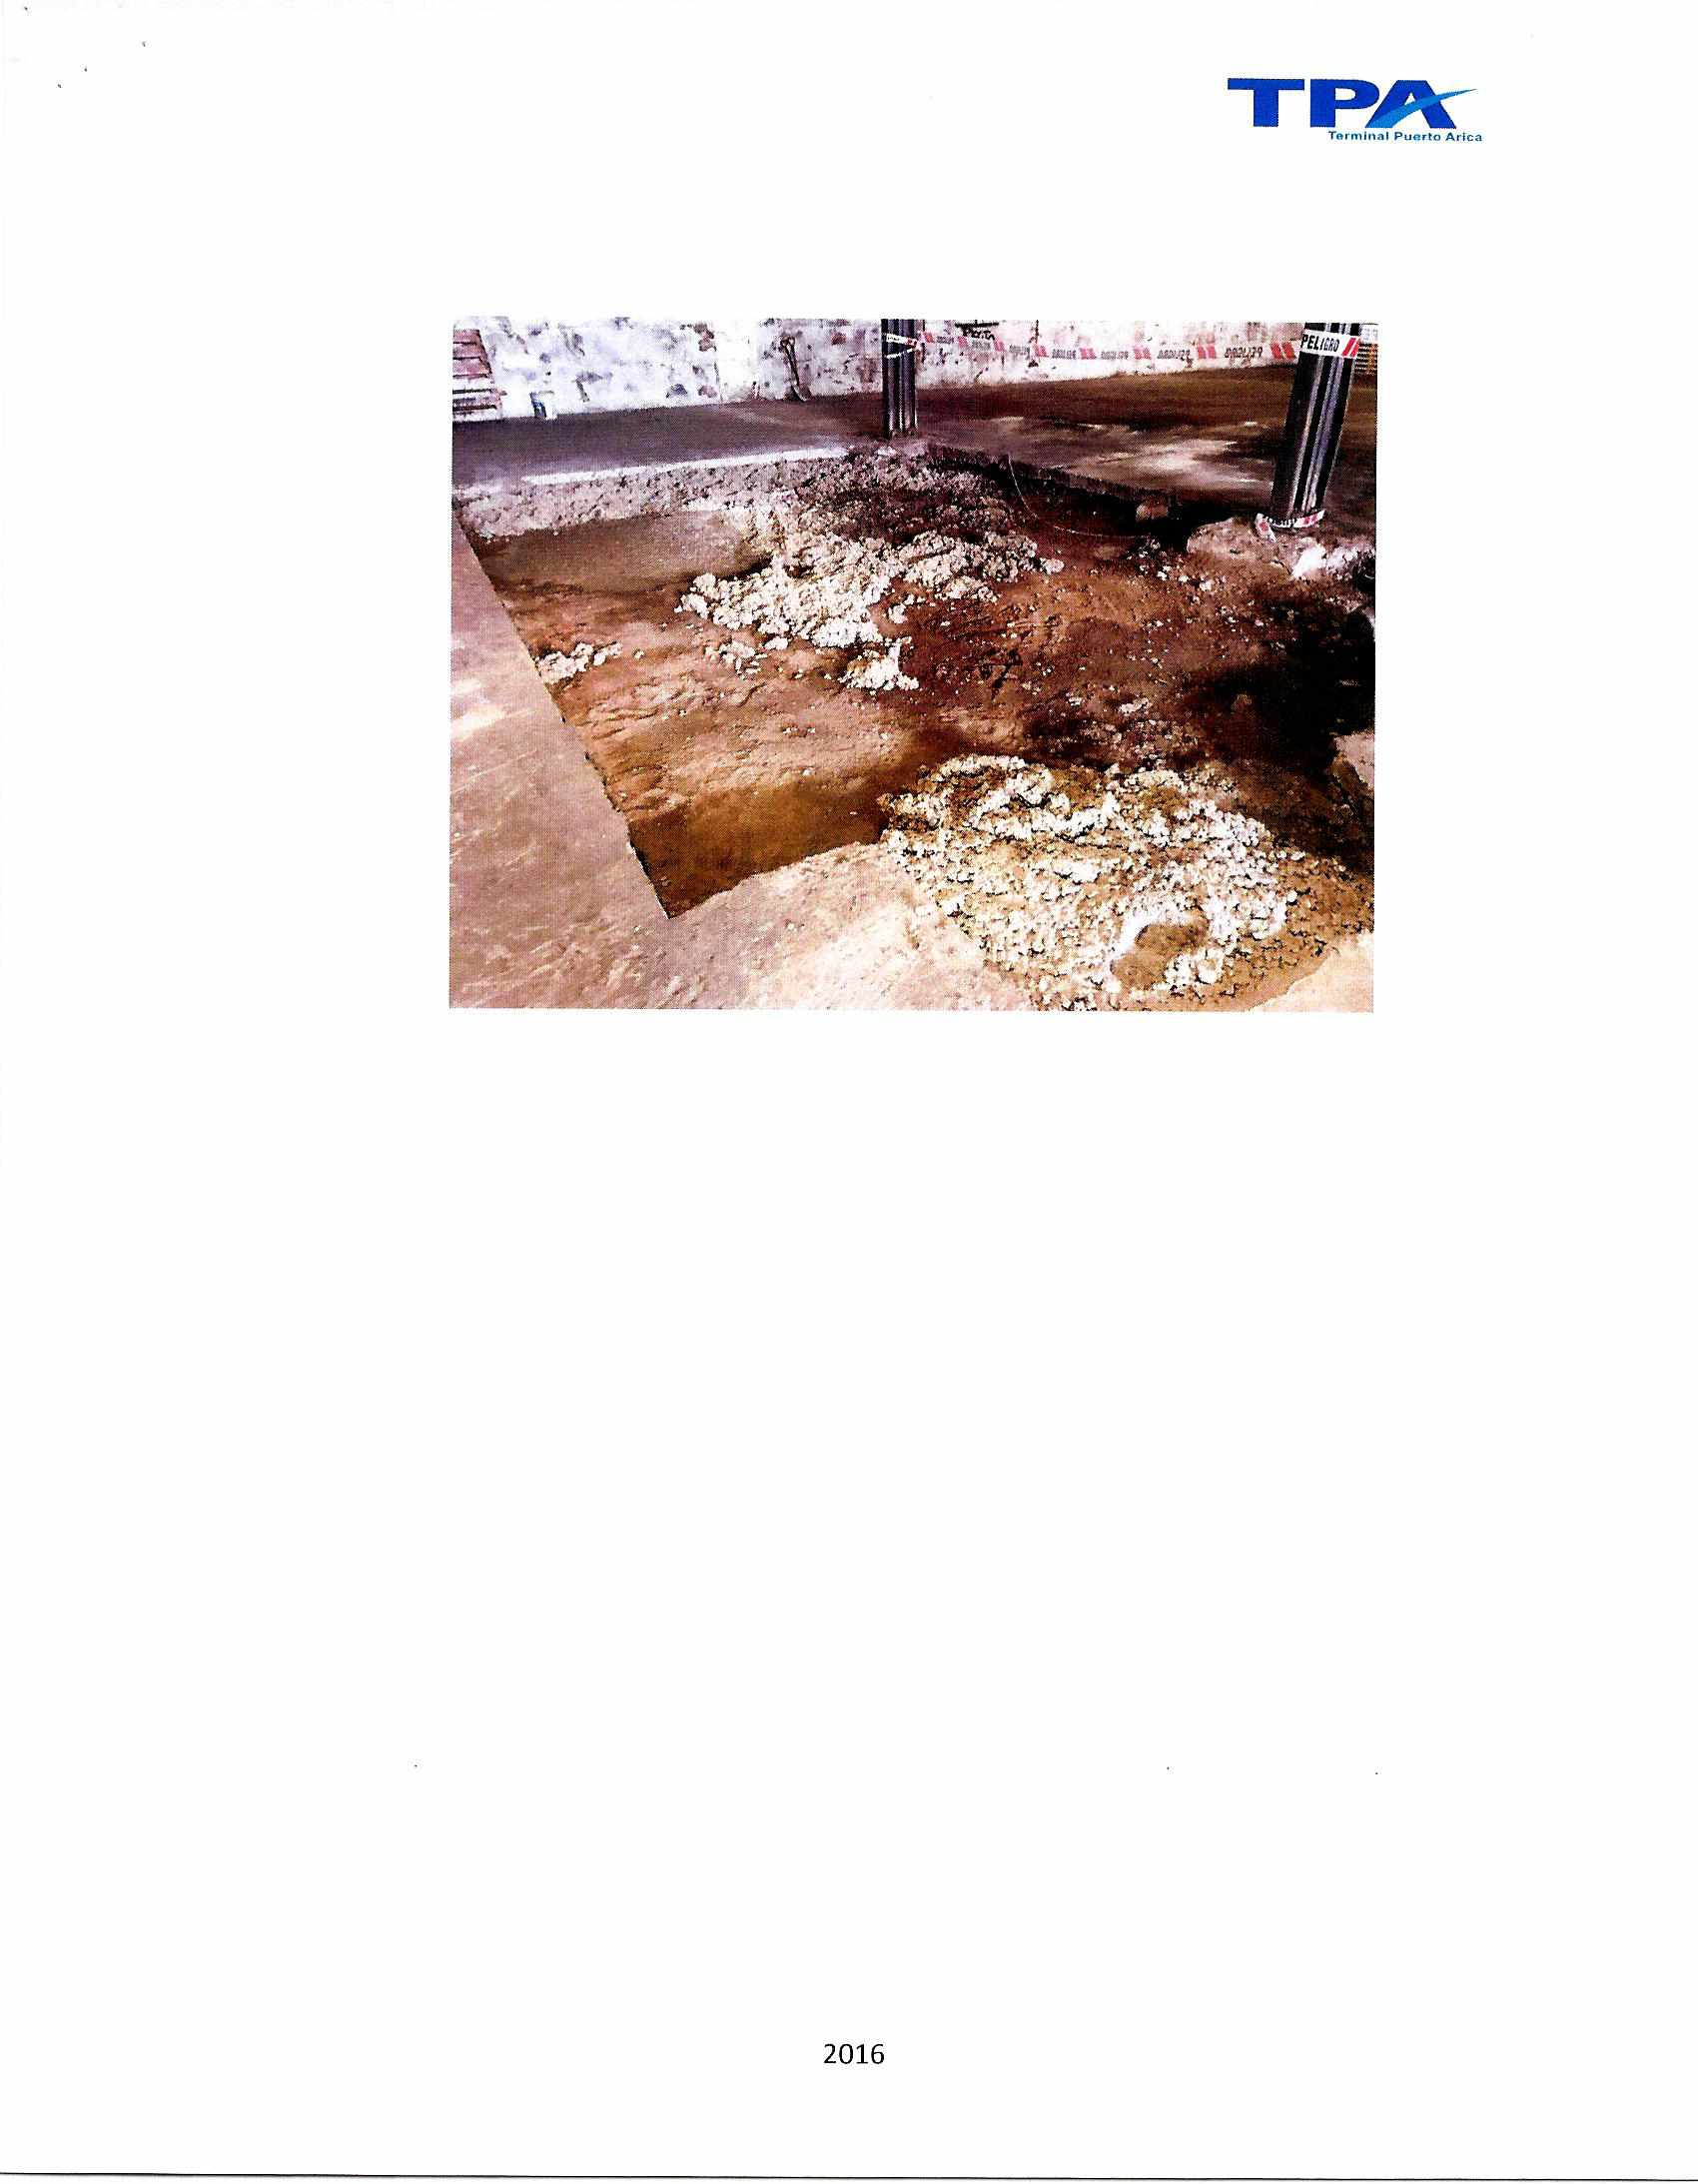 TPA
Terminal Puerto Arica
PELIGRO
2016